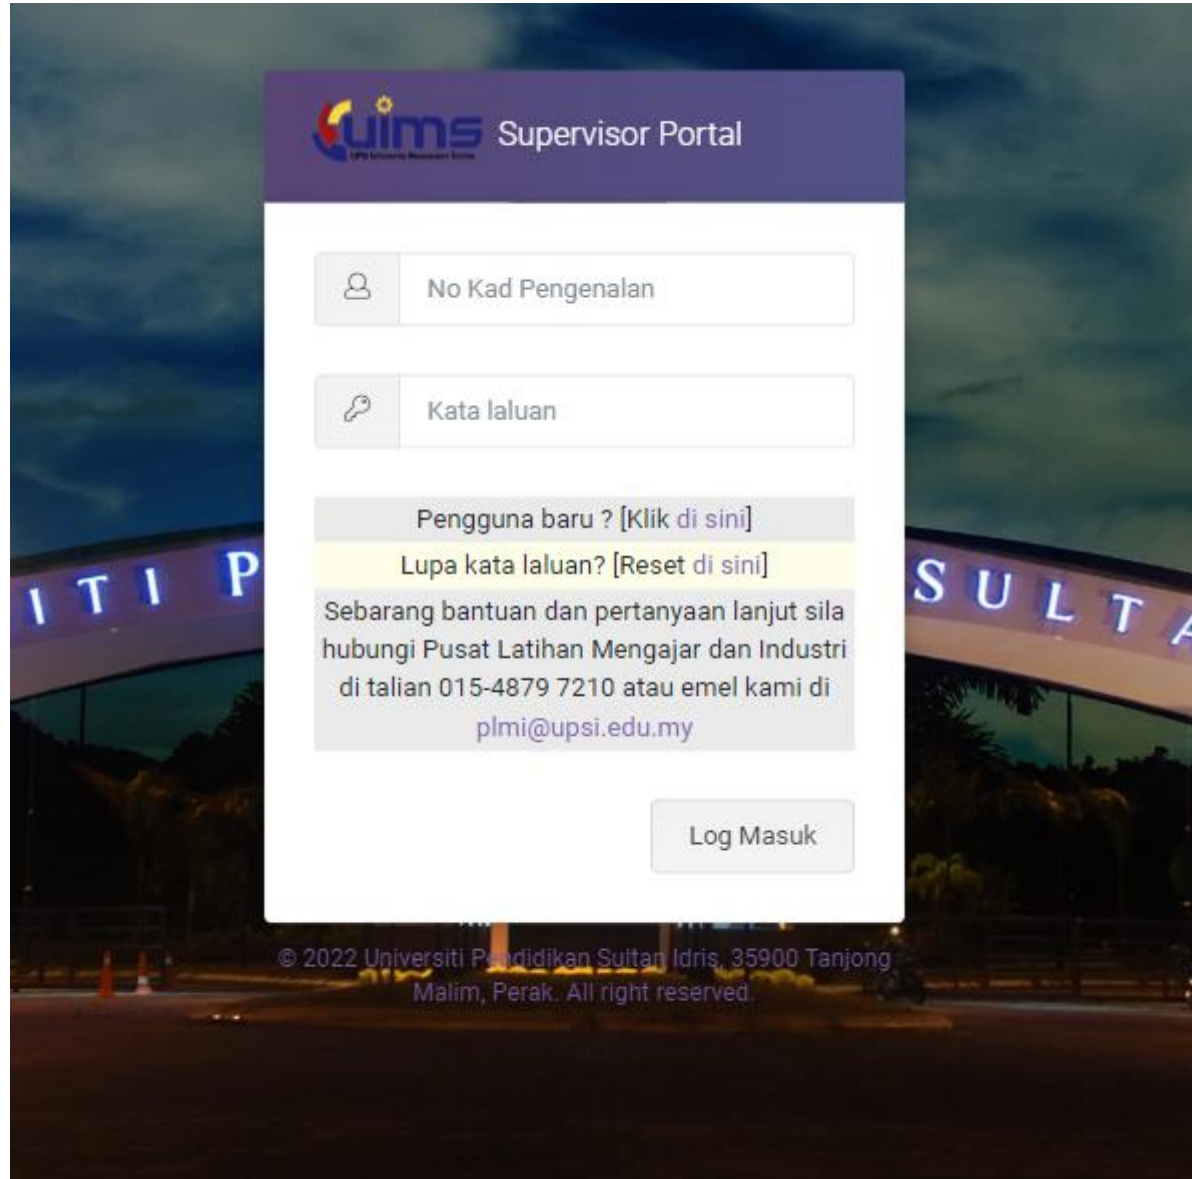 uims Supervisor Portal
No Kad Pengenalan
Kata laluan
Pengguna baru ? [Klik di sini]
Lupa kata laluan? [Reset di sini]
Sebarang bantuan dan pertanyaan lanjut sila
hubungi Pusat Latihan Mengajar dan Industri
di talian 015-4879 7210 atau emel kami di
plmi@upsi.edu.my
ITI P
SULTA
Log Masuk
© 2022 Universiti Pendidikan Sultan Idris, 35900 Tanjong
Malim, Perak. All right reserved.